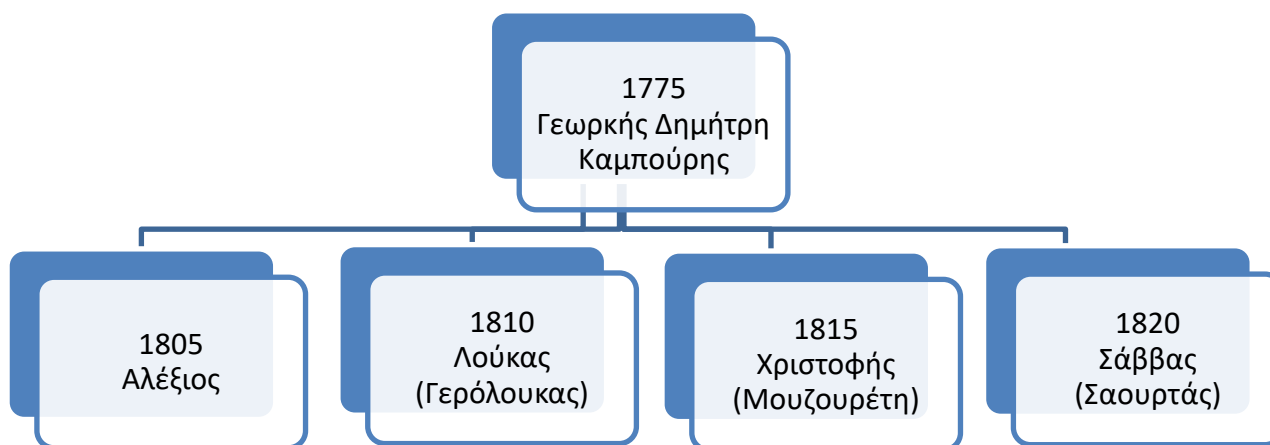 1775
Γεωρκής Δημήτρη
Καμπούρης
1805
Αλέξιος
1810
Λούκας
(Γερόλουκας)
1815
Χριστοφής
(Μουζουρέτη)
1820
Σάββας
(Σαουρτάς)